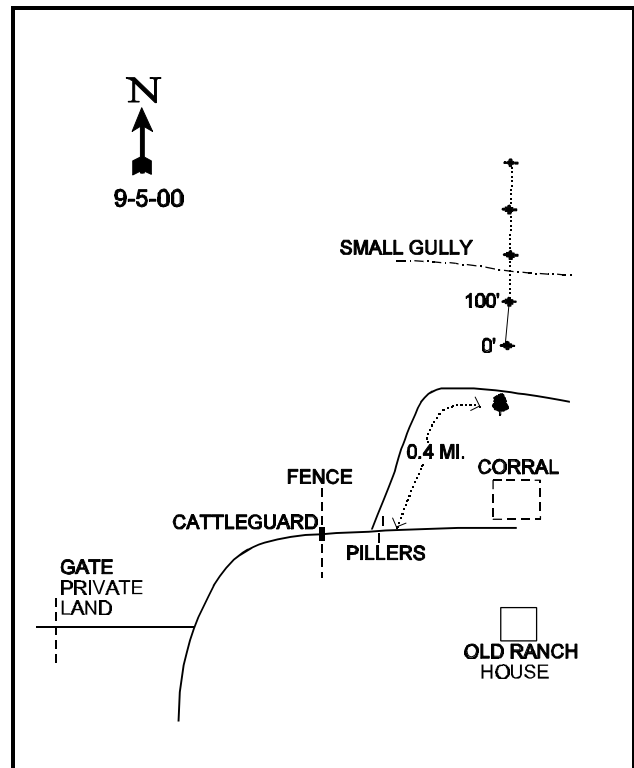 N
9-5-00
SMALL GULLY
100'
0'
0.4 MI.
CORRAL
FENCE
CATTLEGUARD
PILLERS
GATE
PRIVATE
LAND
OLD RANCH
HOUSE